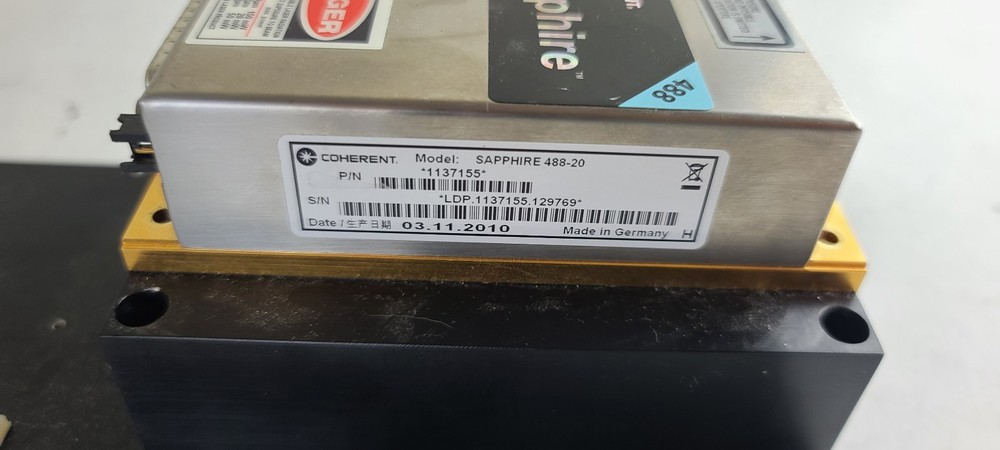 DANGER
phire™
488
COHERENT. Model: SAPPHIRE 488-20
P/N *1137155*
S/N *LDP.1137155.129769*
Date / 生产日期 03.11.2010
Made in Germany H